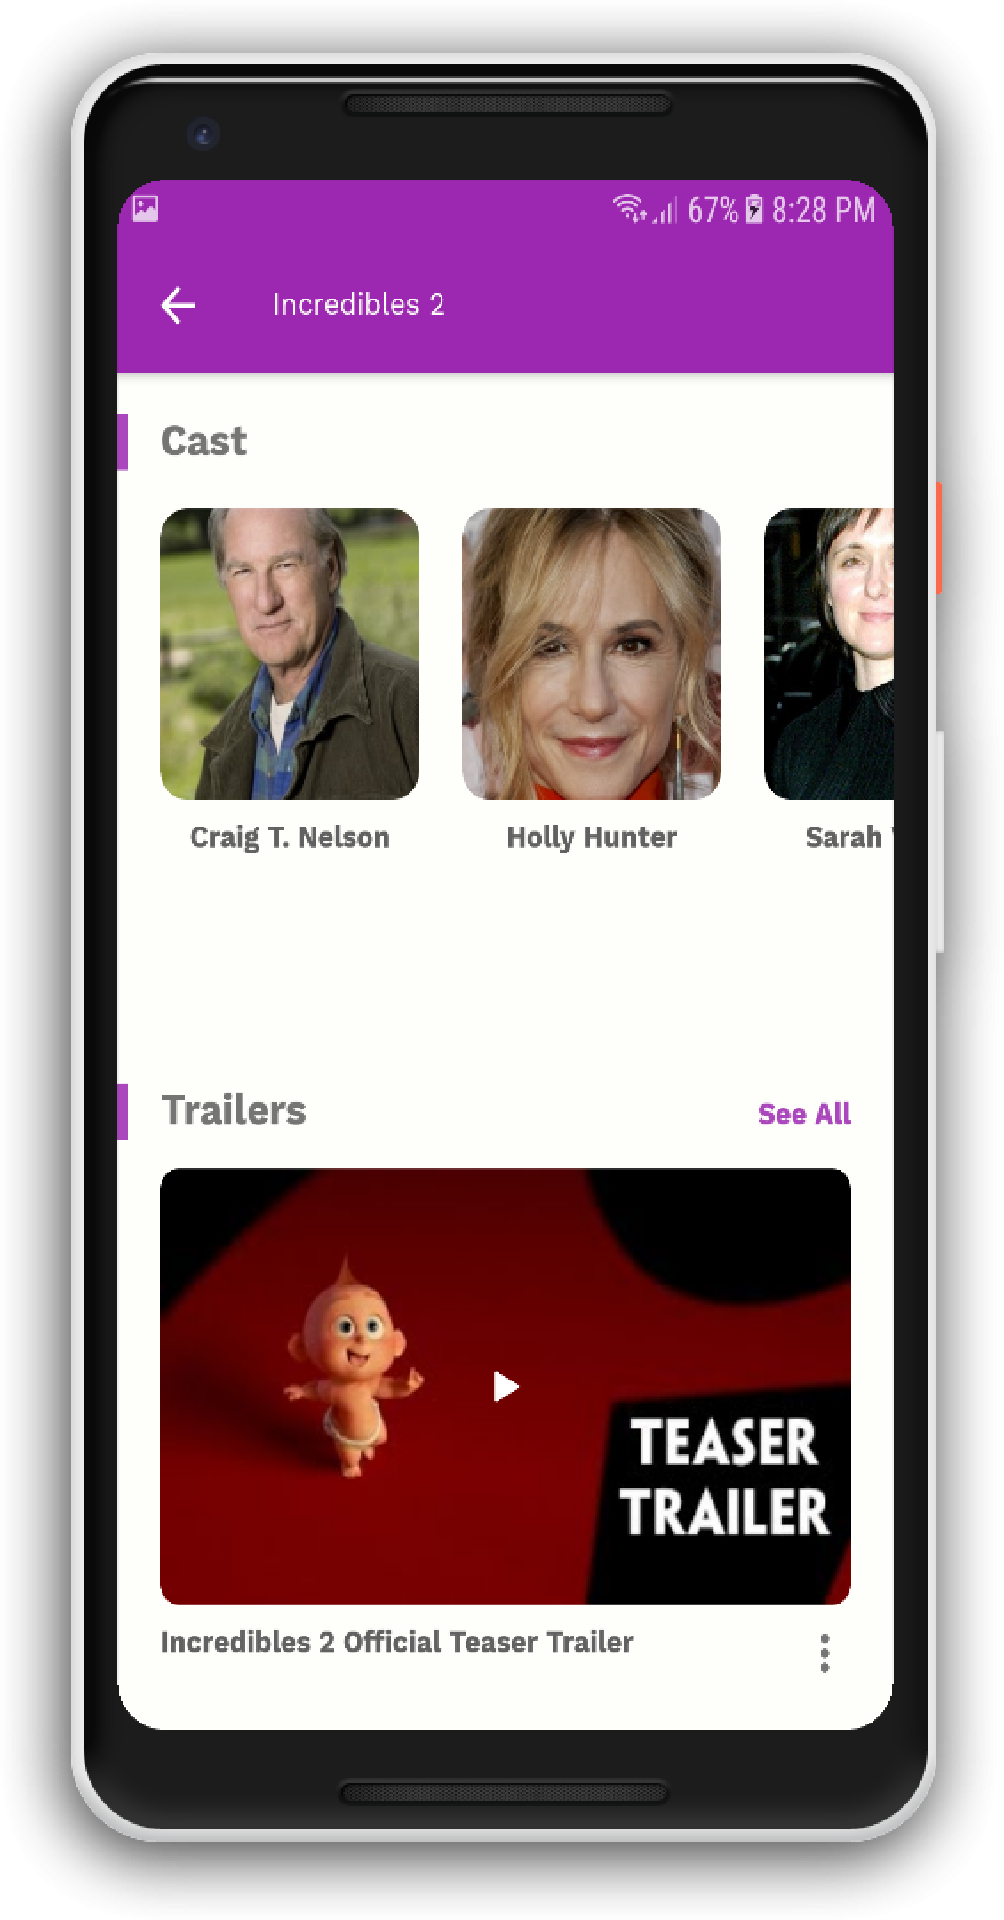 67% 8:28 PM
Incredibles 2
Cast
Craig T. Nelson
Holly Hunter
Sarah
Trailers
See All
TEASER
TRAILER
Incredibles 2 Official Teaser Trailer